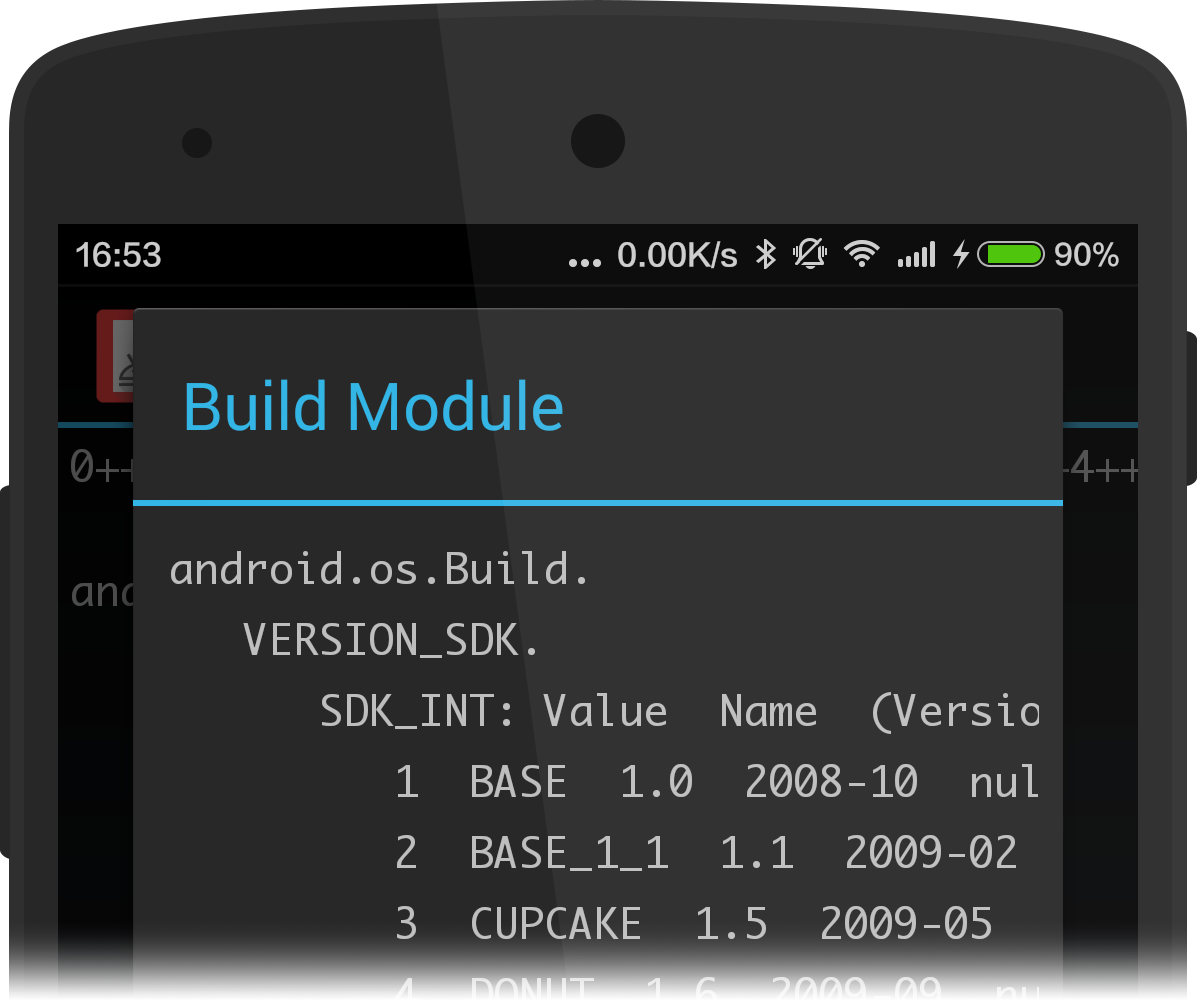 16:53 ... 0.00K/s 90%
Build Module
0++ 4++
android.os.Build.
VERSION_SDK.
SDK_INT: Value Name (Versio
1 BASE 1.0 2008-10 nul
2 BASE_1_1 1.1 2009-02
3 CUPCAKE 1.5 2009-05
4 DONUT 1.6 2009-09 nu